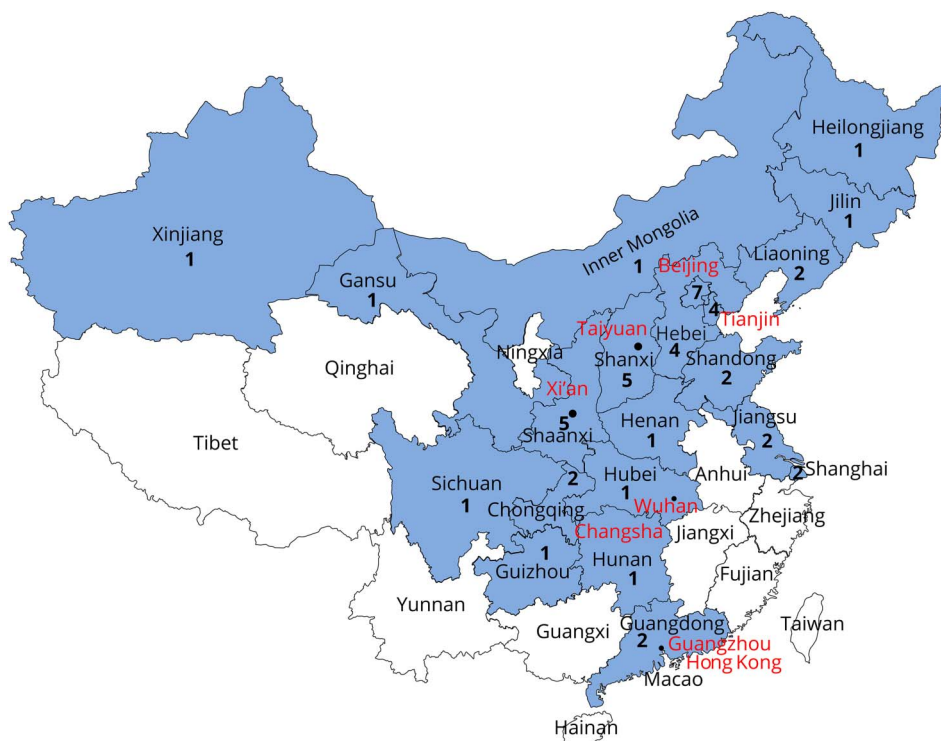 Heilongjiang
1
Jilin
1
Xinjiang
1
Inner Mongolia
1
Liaoning
2
Beijing
7
Gansu
1
4
Tianjin
Taiyuan
Hebei
4
Ningxia
Shanxi
5
Shandong
2
Qinghai
Xi'an
5
Shaanxi
Henan
1
Jiangsu
2
Tibet
Shanghai
2
Anhui
Sichuan
1
2
Chongqing
Hubei
1
Wuhan
Zhejiang
Changsha
Jiangxi
1
Guizhou
Hunan
1
Fujian
Yunnan
Guangxi
Guangdong
2
Taiwan
Guangzhou
Hong Kong
Macao
Hainan